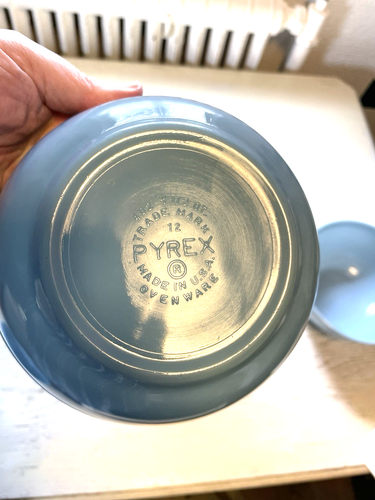 TRADE MARK
12
PYREX
®
MADE IN U.S.A.
OVENWARE